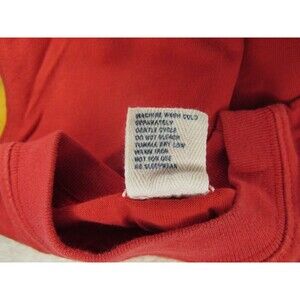 MACHINE WASH COLD
SEPARATELY
GENTLE CYCLE
DO NOT BLEACH
TUMBLE DRY LOW
WARM IRON
NOT FOR USE
AS SLEEPWEAR